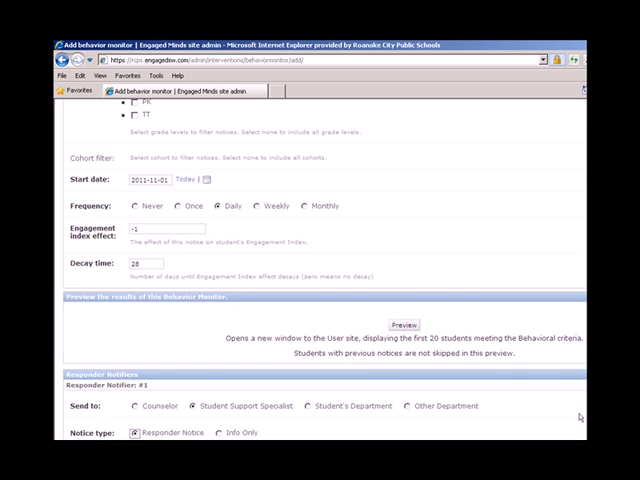 Add behavior monitor | Engaged Minds site admin - Microsoft Internet Explorer provided by Roanoke City Public Schools
https://rcps.engagedsw.com/admin/interventions/behaviormonitor/add/
File Edit View Favorites Tools Help
Favorites Add behavior monitor | Engaged Minds site admin
PK
TT
Select grade levels to filter notices. Select none to include all grade levels.
Cohort filter: Select cohort to filter notices. Select none to include all cohorts.
Start date: 2011-11-01 Today |
Frequency: Never Once Daily Weekly Monthly
Engagement
index effect: -1
The effect of this notice on student's Engagement Index.
Decay time: 28
Number of days until Engagement Index effect decays (zero means no decay)
Preview the results of this Behavior Monitor.
Preview
Opens a new window to the User site, displaying the first 20 students meeting the Behavioral criteria.
Students with previous notices are not skipped in this preview.
Responder Notifiers
Responder Notifier: #1
Send to: Counselor Student Support Specialist Student's Department Other Department
Notice type: Responder Notice Info Only